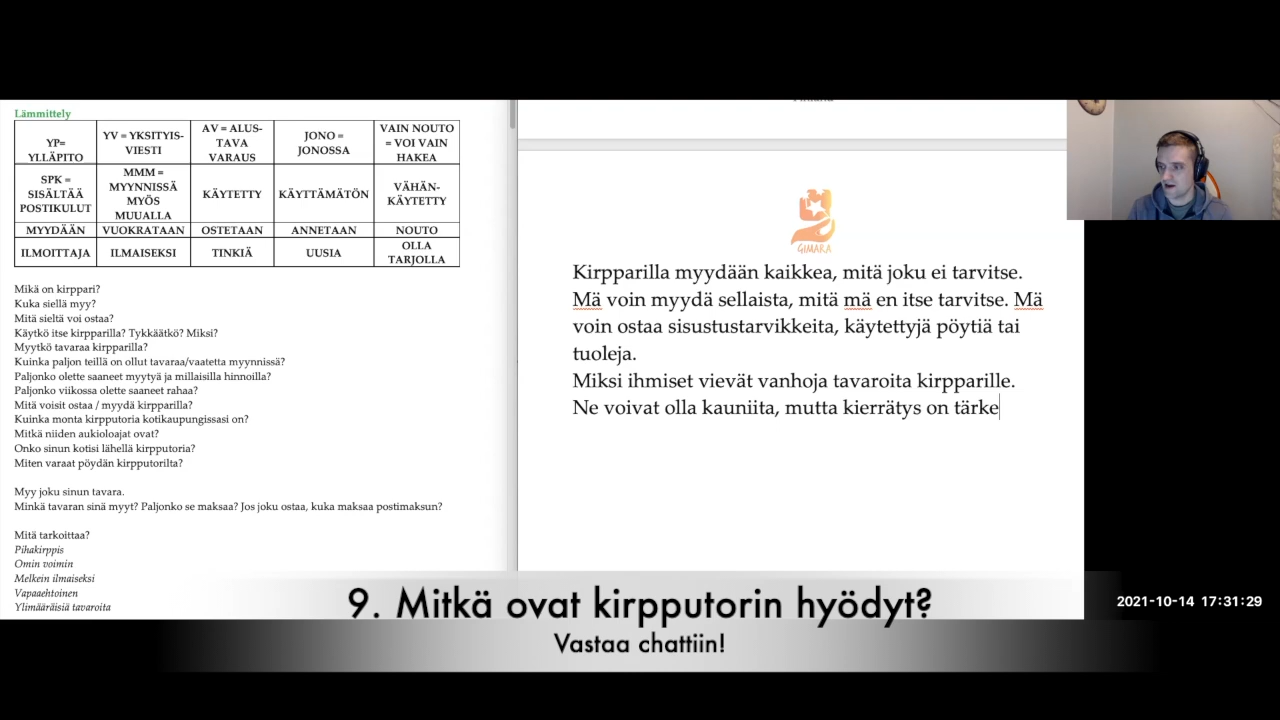 Lämmittely
YP=
YLLÄPITO
YV = YKSITYIS-
VIESTI
AV = ALUS-
TAVA
VARAUS
JONO =
JONOSSA
VAIN NOUTO
= VOI VAIN
HAKEA
SPK =
SISÄLTÄÄ
POSTIKULUT
MMM =
MYYNNISSÄ
MYÖS
MUUALLA
KÄYTETTY
KÄYTTÄMÄTÖN
VÄHÄN-
KÄYTETTY
MYYDÄÄN
VUOKRATAAN
OSTETAAN
ANNETAAN
NOUTO
ILMOITTAJA
ILMAISEKSI
TINKIÄ
UUSIA
OLLA
TARJOLLA
Mikä on kirppari?
Kuka siellä myy?
Mitä sieltä voi ostaa?
Käytkö itse kirpparilla? Tykkäätkö? Miksi?
Myytkö tavaraa kirpparilla?
Kuinka paljon teillä on ollut tavaraa/vaatetta myynnissä?
Paljonko olette saaneet myytyä ja millaisilla hinnoilla?
Paljonko viikossa olette saaneet rahaa?
Mitä voisit ostaa / myydä kirpparilla?
Kuinka monta kirpputoria kotikaupungissasi on?
Mitkä niiden aukioloajat ovat?
Onko sinun kotisi lähellä kirpputoria?
Miten varaat pöydän kirpputorilta?
Myy joku sinun tavara.
Minkä tavaran sinä myyt? Paljonko se maksaa? Jos joku ostaa, kuka maksaa postimaksun?
Mitä tarkoittaa?
Pihakirppis
Omin voimin
Melkein ilmaiseksi
Vapaaehtoinen
Ylimääräisiä tavaroita
GIMARA
Kirpparilla myydään kaikkea, mitä joku ei tarvitse.
Mä voin myydä sellaista, mitä mä en itse tarvitse. Mä
voin ostaa sisustustarvikkeita, käytettyjä pöytiä tai
tuoleja.
Miksi ihmiset vievät vanhoja tavaroita kirpparille.
Ne voivat olla kauniita, mutta kierrätys on tärke
9. Mitkä ovat kirpputorin hyödyt?
Vastaa chattiin!
2021-10-14 17:31:29